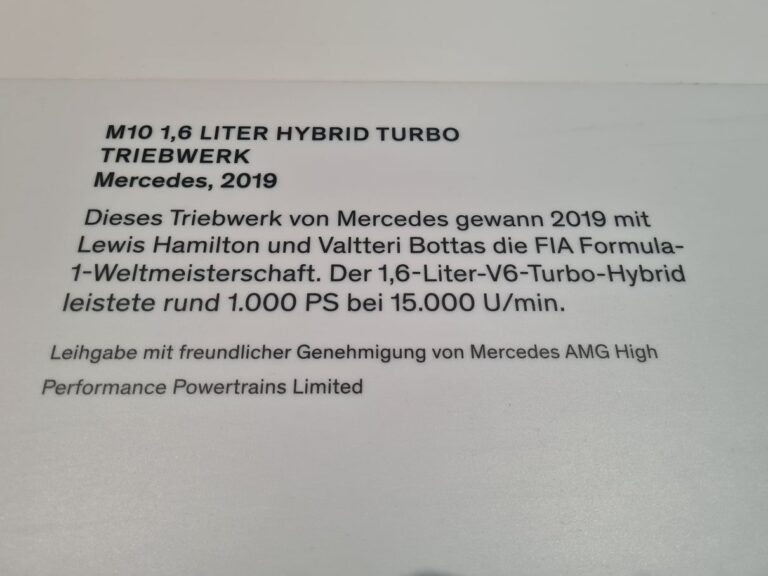 M10 1,6 LITER HYBRID TURBO
TRIEBWERK
Mercedes, 2019
Dieses Triebwerk von Mercedes gewann 2019 mit
Lewis Hamilton und Valtteri Bottas die FIA Formula-
1-Weltmeisterschaft. Der 1,6-Liter-V6-Turbo-Hybrid
leistete rund 1.000 PS bei 15.000 U/min.
Leihgabe mit freundlicher Genehmigung von Mercedes AMG High
Performance Powertrains Limited